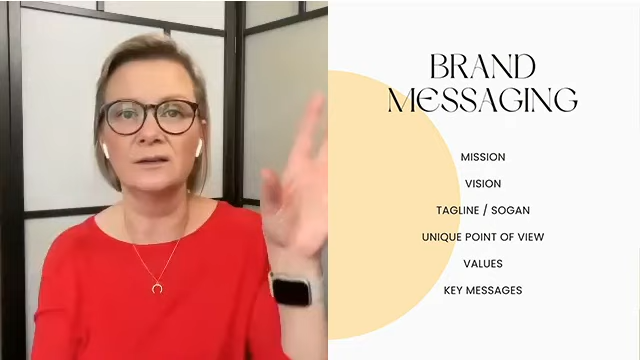 BRAND
MESSAGING
MISSION
VISION
TAGLINE / SOGAN
UNIQUE POINT OF VIEW
VALUES
KEY MESSAGES